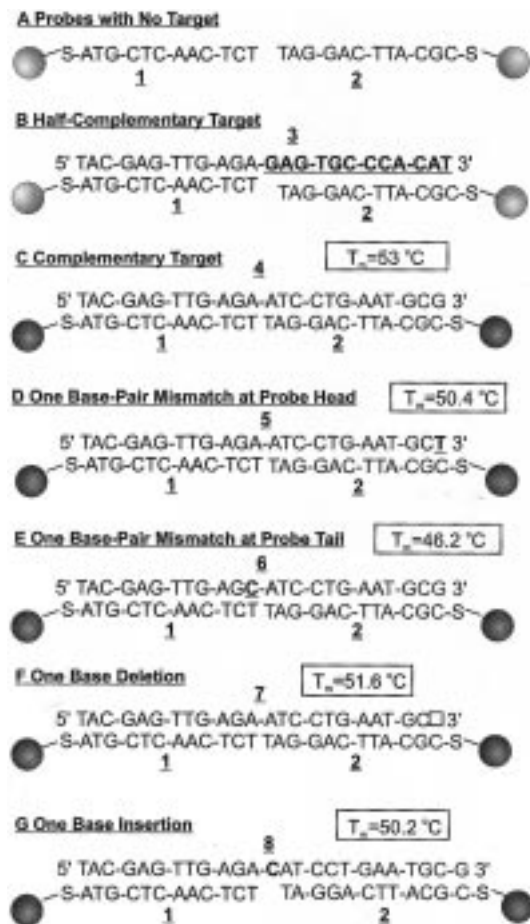 A Probes with No Target
S-ATG-CTC-AAC-TCT TAG-GAC-TTA-CGC-S
1 2
B Half-Complementary Target
3
5' TAC-GAG-TTG-AGA-GAG-TGC-CCA-CAT 3'
S-ATG-CTC-AAC-TCT TAG-GAC-TTA-CGC-S
1 2
C Complementary Target
Tm=53 °C
4
5' TAC-GAG-TTG-AGA-ATC-CTG-AAT-GCG 3'
S-ATG-CTC-AAC-TCT TAG-GAC-TTA-CGC-S
1 2
D One Base-Pair Mismatch at Probe Head
Tm=50.4 °C
5
5' TAC-GAG-TTG-AGA-ATC-CTG-AAT-GCT 3'
S-ATG-CTC-AAC-TCT TAG-GAC-TTA-CGC-S
1 2
E One Base-Pair Mismatch at Probe Tail
Tm=46.2 °C
6
5' TAC-GAG-TTG-AGC-ATC-CTG-AAT-GCG 3'
S-ATG-CTC-AAC-TCT TAG-GAC-TTA-CGC-S
1 2
F One Base Deletion
Tm=51.6 °C
7
5' TAC-GAG-TTG-AGA-ATC-CTG-AAT-GC□ 3'
S-ATG-CTC-AAC-TCT TAG-GAC-TTA-CGC-S
1 2
G One Base Insertion
Tm=50.2 °C
8
5' TAC-GAG-TTG-AGA-CAT-CCT-GAA-TGC-G 3'
S-ATG-CTC-AAC-TCT TA-GGA-CTT-ACG-C-S
1 2